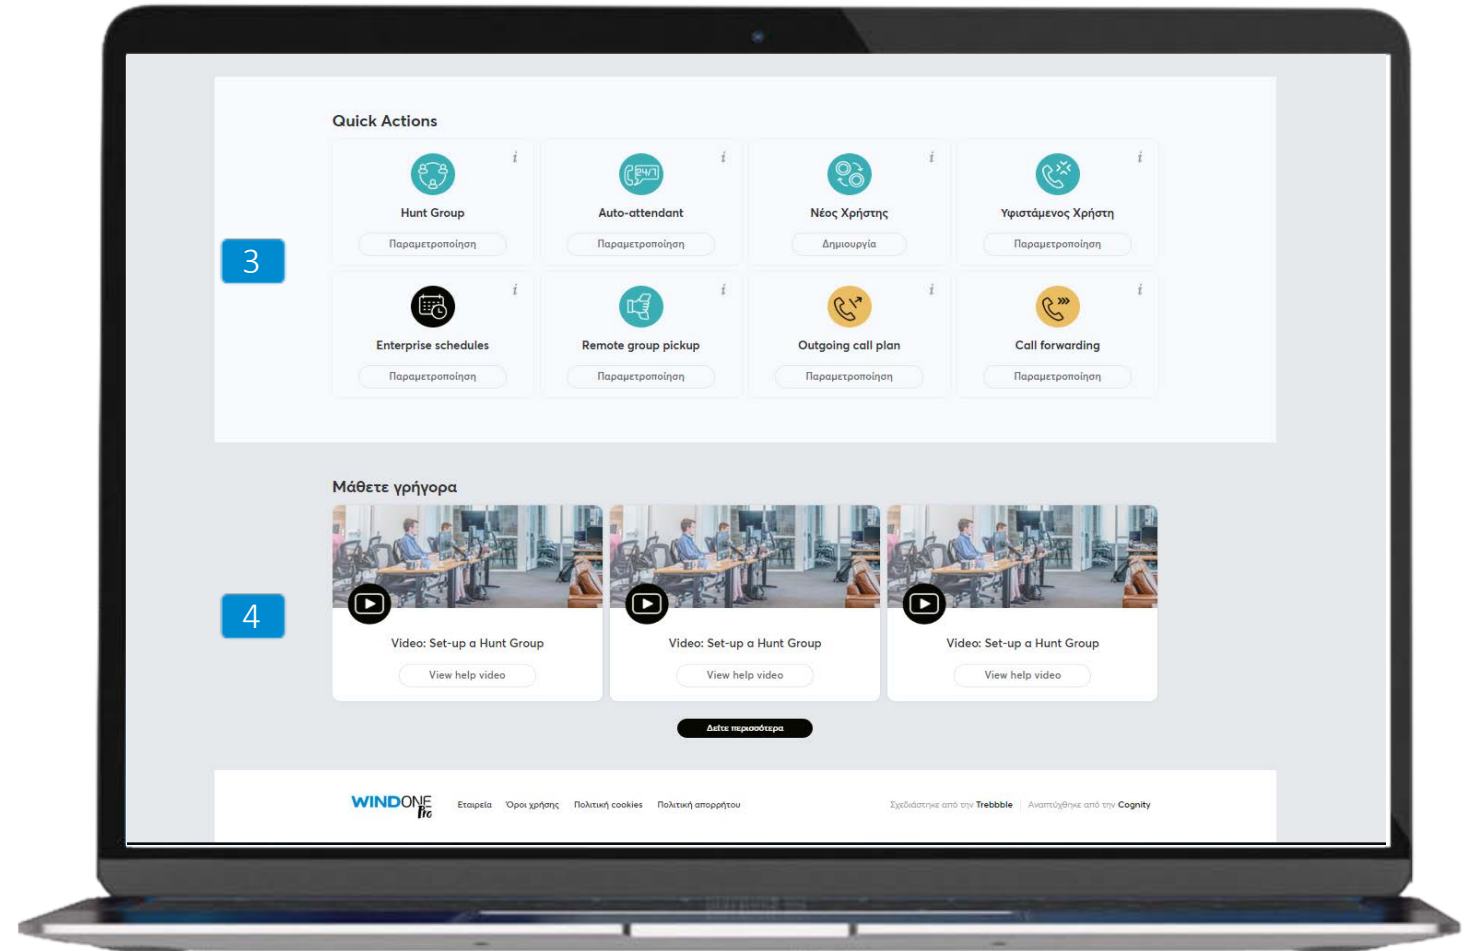 Quick Actions
i
i
i
i
24/7
Hunt Group
Auto-attendant
Νέος Χρήστης
Υφιστάμενος Χρήστη
Παραμετροποίηση
Παραμετροποίηση
Δημιουργία
Παραμετροποίηση
3
i
i
i
i
Enterprise schedules
Remote group pickup
Outgoing call plan
Call forwarding
Παραμετροποίηση
Παραμετροποίηση
Παραμετροποίηση
Παραμετροποίηση
Μάθετε γρήγορα
4
Video: Set-up a Hunt Group
Video: Set-up a Hunt Group
Video: Set-up a Hunt Group
View help video
View help video
View help video
Δείτε περισσότερα
WINDONE Pro
Εταιρεία Όροι χρήσης Πολιτική cookies Πολιτική απορρήτου
Σχεδιάστηκε από την Trebbble | Αναπτύχθηκε από την Cognity